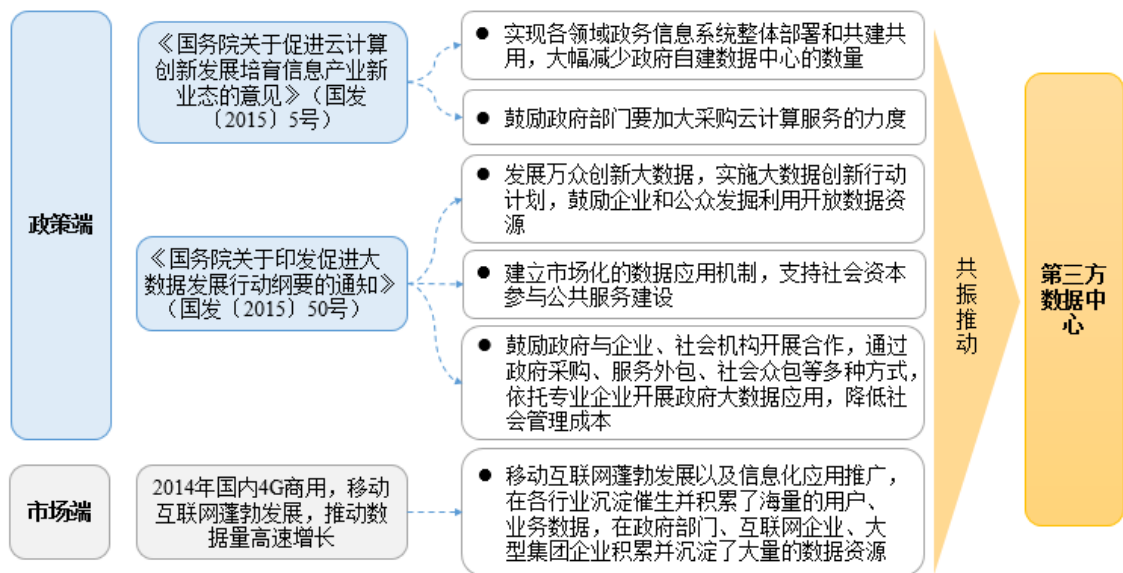 政策端
《国务院关于促进云计算
创新发展培育信息产业新
业态的意见》（国发
〔2015〕5号）
● 实现各领域政务信息系统整体部署和共建共
用，大幅减少政府自建数据中心的数量
● 鼓励政府部门要加大采购云计算服务的力度
《国务院关于印发促进大
数据发展行动纲要的通知》
（国发〔2015〕50号）
● 发展万众创新大数据，实施大数据创新行动
计划，鼓励企业和公众发掘利用开放数据资
源
● 建立市场化的数据应用机制，支持社会资本
参与公共服务建设
● 鼓励政府与企业、社会机构开展合作，通过
政府采购、服务外包、社会众包等多种方式，
依托专业企业开展政府大数据应用，降低社
会管理成本
市场端
2014年国内4G商用，移动
互联网蓬勃发展，推动数
据量高速增长
● 移动互联网蓬勃发展以及信息化应用推广，
在各行业沉淀催生并积累了海量的用户、
业务数据，在政府部门、互联网企业、大
型集团企业积累并沉淀了大量的数据资源
共振推动
第三方
数据中
心